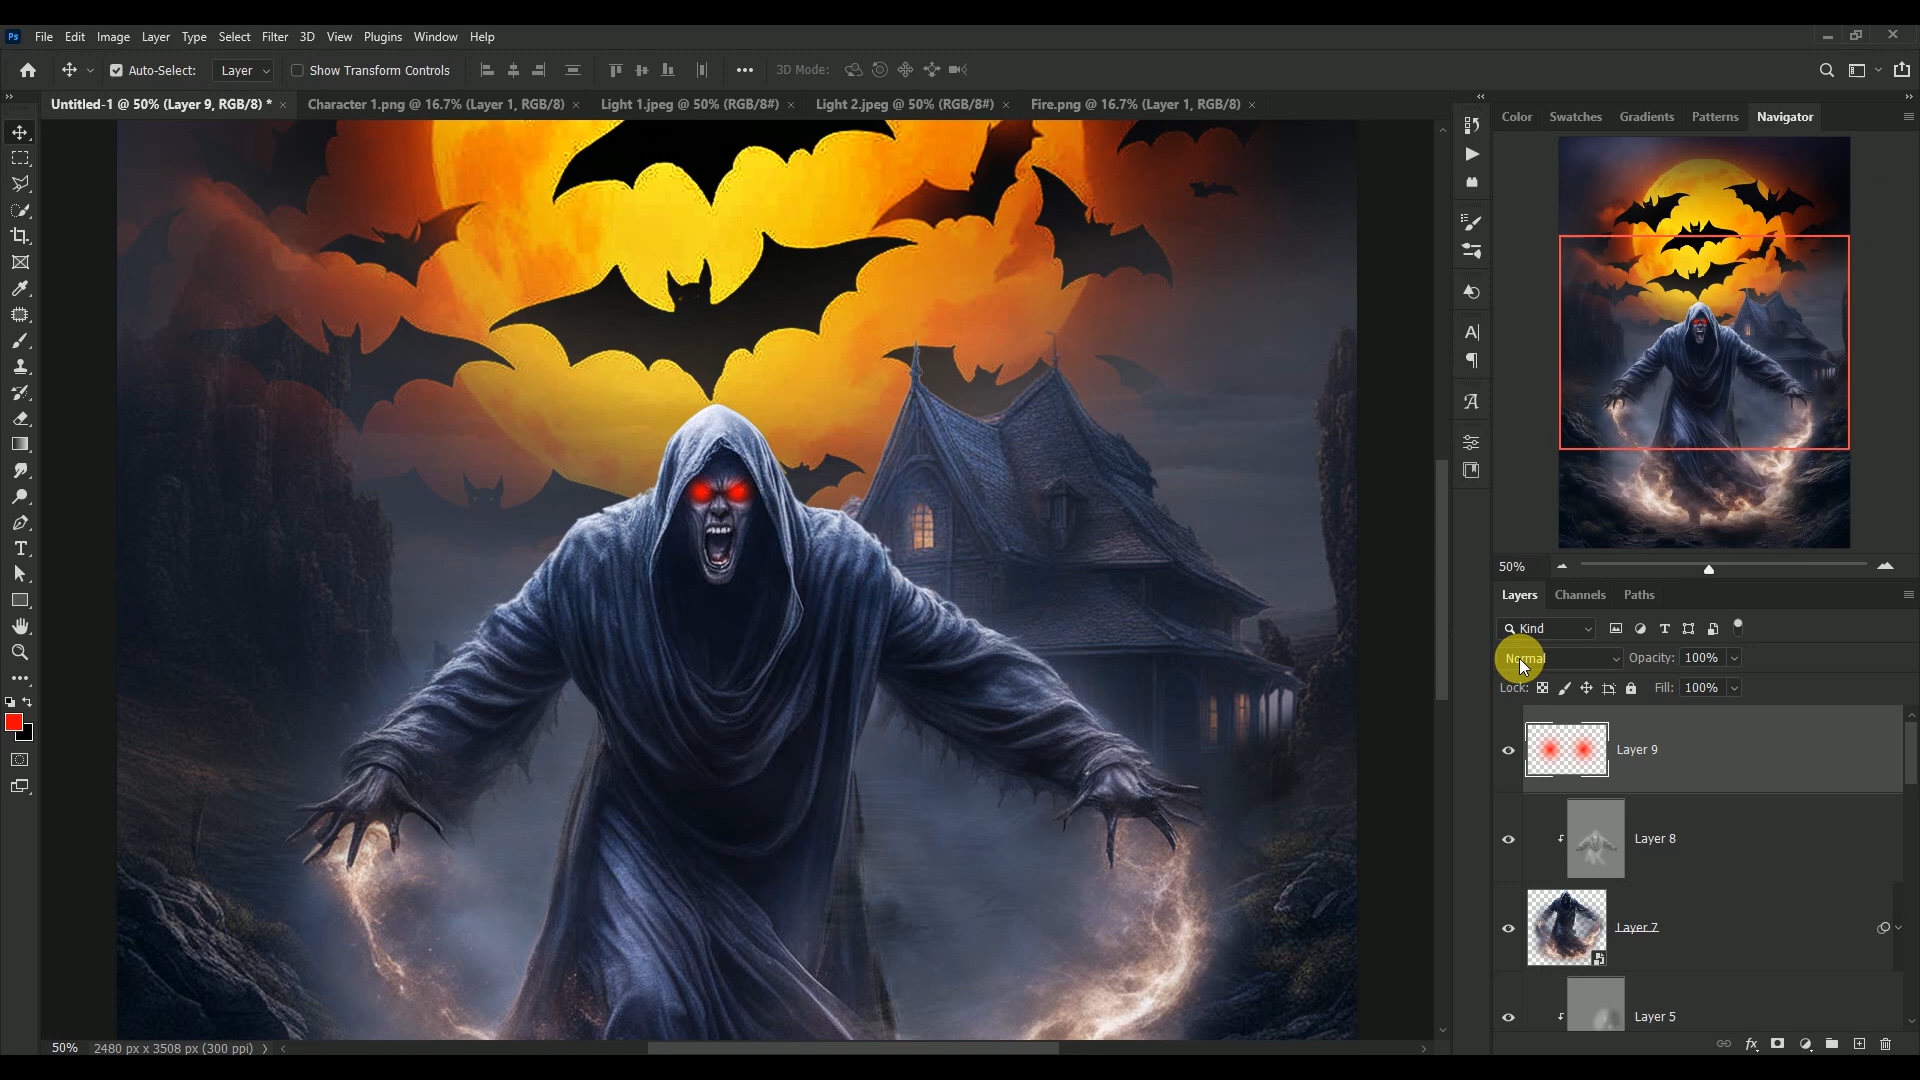 Ps File Edit Image Layer Type Select Filter 3D View Plugins Window Help
Auto-Select: Layer Show Transform Controls ••• 3D Mode:
Untitled-1 @ 50% (Layer 9, RGB/8) * × Character 1.png @ 16.7% (Layer 1, RGB/8) × Light 1.jpeg @ 50% (RGB/8#) × Light 2.jpeg @ 50% (RGB/8#) × Fire.png @ 16.7% (Layer 1, RGB/8) ×
Color Swatches Gradients Patterns Navigator
50%
Layers Channels Paths
Kind
Normal Opacity: 100%
Lock: Fill: 100%
Layer 9
Layer 8
Layer 7
Layer 5
50% 2480 px x 3508 px (300 ppi)